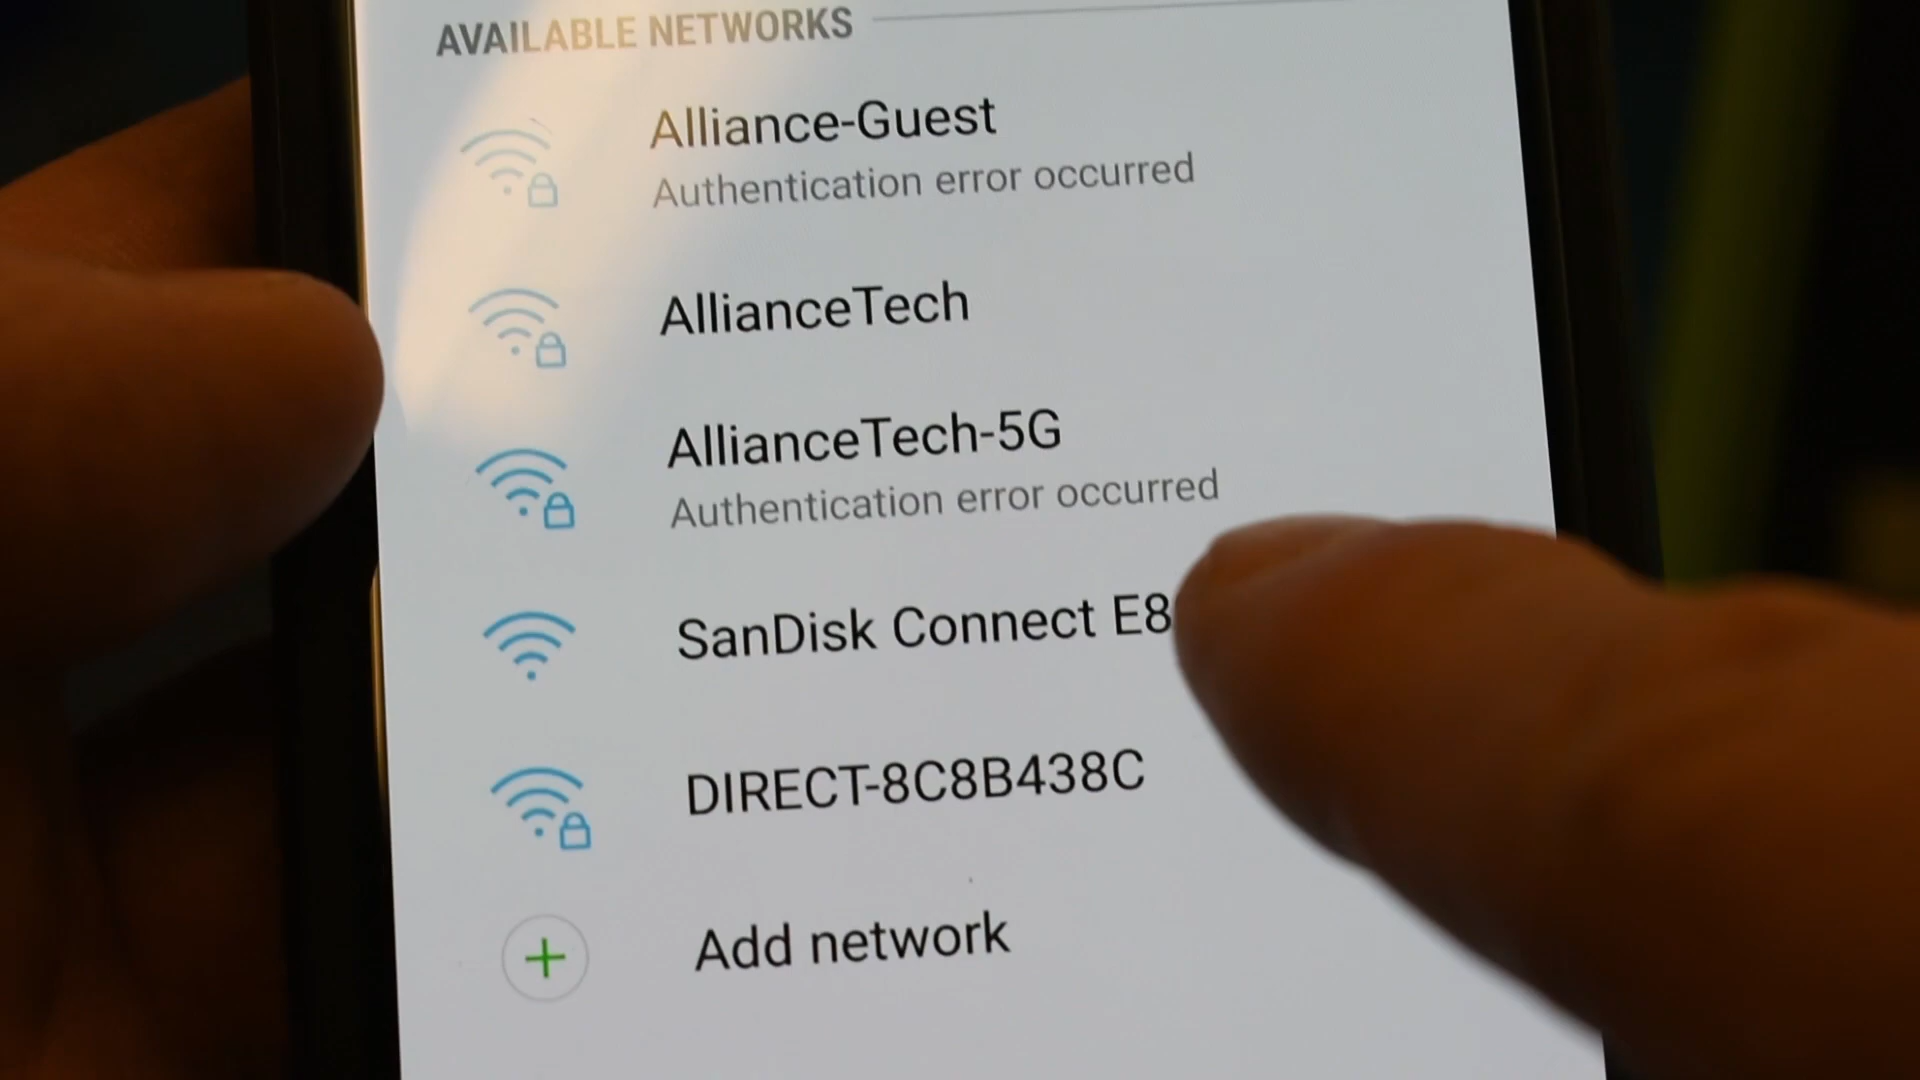 AVAILABLE NETWORKS
Alliance-Guest
Authentication error occurred
AllianceTech
AllianceTech-5G
Authentication error occurred
SanDisk Connect E8
DIRECT-8C8B438C
Add network